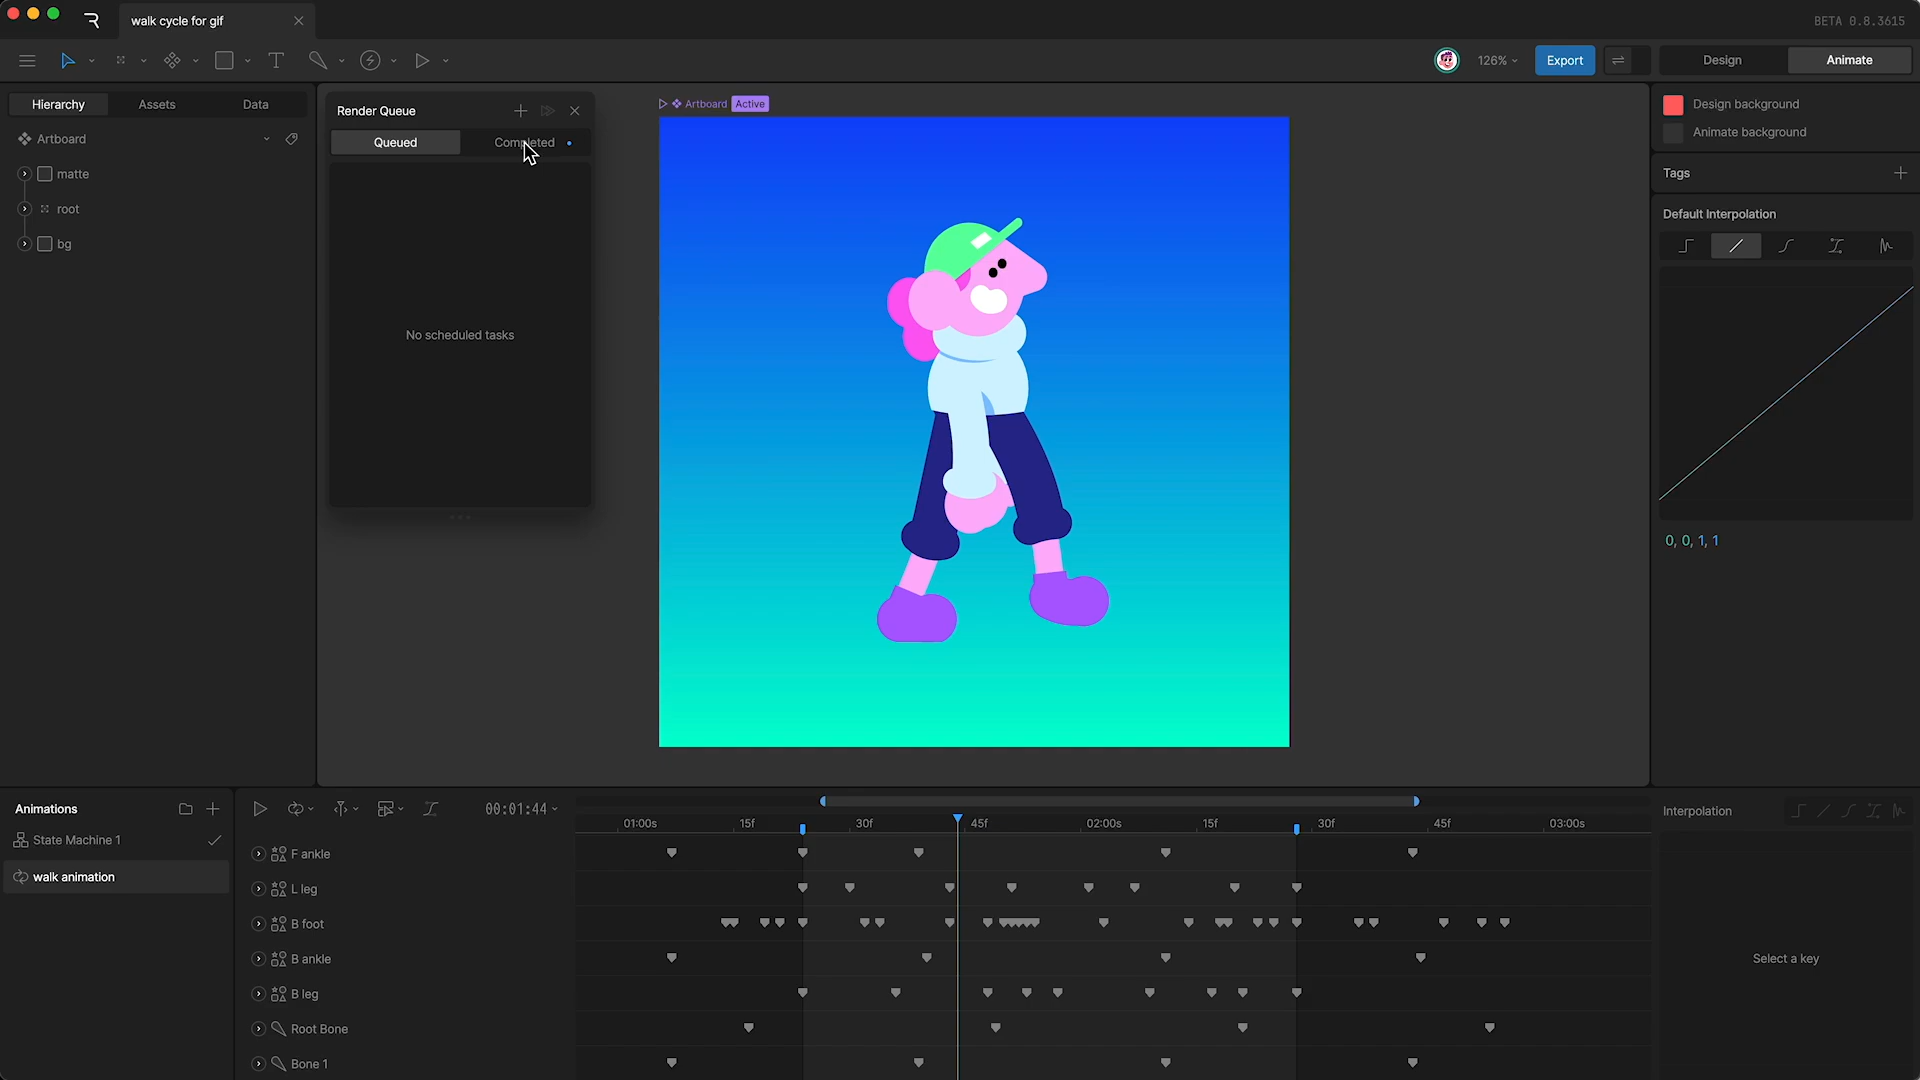 walk cycle for gif
BETA 0.8.3615
126%
Export
Design
Animate
Hierarchy
Assets
Data
Artboard
matte
root
bg
Render Queue
Queued
Completed
No scheduled tasks
Artboard
Active
Design background
Animate background
Tags
Default Interpolation
0, 0, 1, 1
Animations
State Machine 1
walk animation
00:01:44
01:00s
15f
30f
45f
02:00s
15f
30f
45f
03:00s
F ankle
L leg
B foot
B ankle
B leg
Root Bone
Bone 1
Interpolation
Select a key